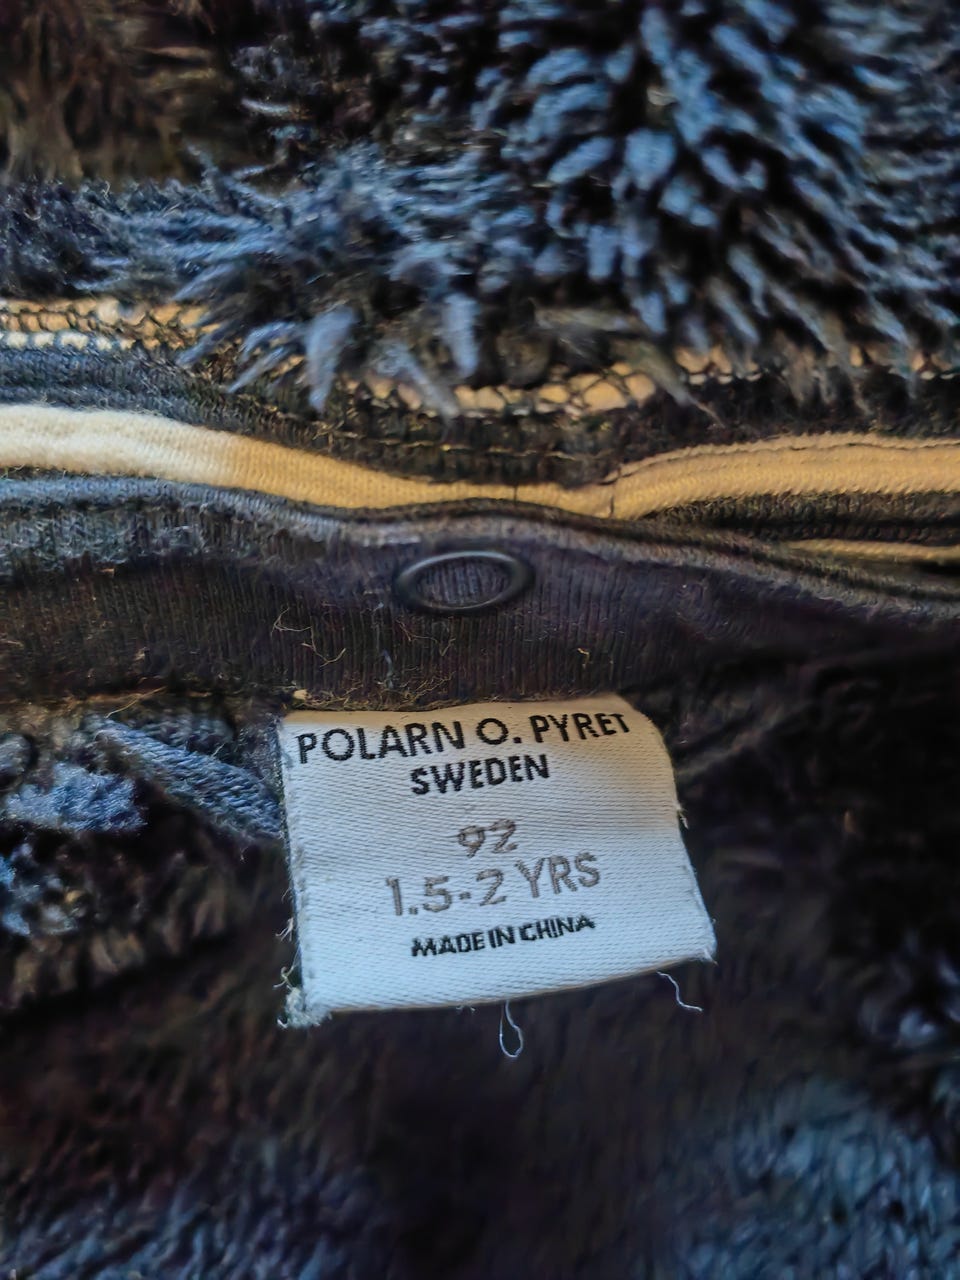 POLARN O. PYRET
SWEDEN
92
1.5-2 YRS
MADE IN CHINA